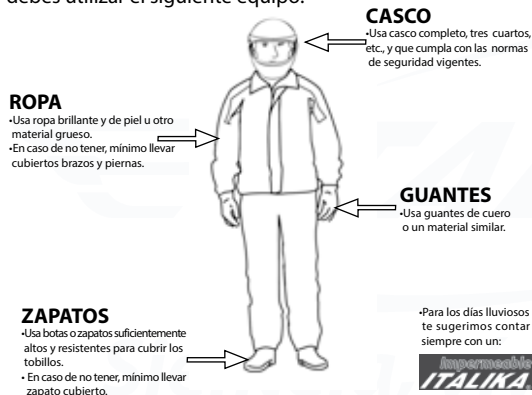 debes utilizar el siguiente equipo:
CASCO
•Usa casco completo, tres cuartos,
etc., y que cumpla con las normas
de seguridad vigentes.
ROPA
•Usa ropa brillante y de piel u otro
material grueso.
•En caso de no tener, mínimo llevar
cubiertos brazos y piernas.
GUANTES
•Usa guantes de cuero
o un material similar.
ZAPATOS
•Usa botas o zapatos suficientemente
altos y resistentes para cubrir los
tobillos.
• En caso de no tener, mínimo llevar
zapato cubierto.
•Para los días lluviosos
te sugerimos contar
siempre con un:
Impermeable
ITALIKA